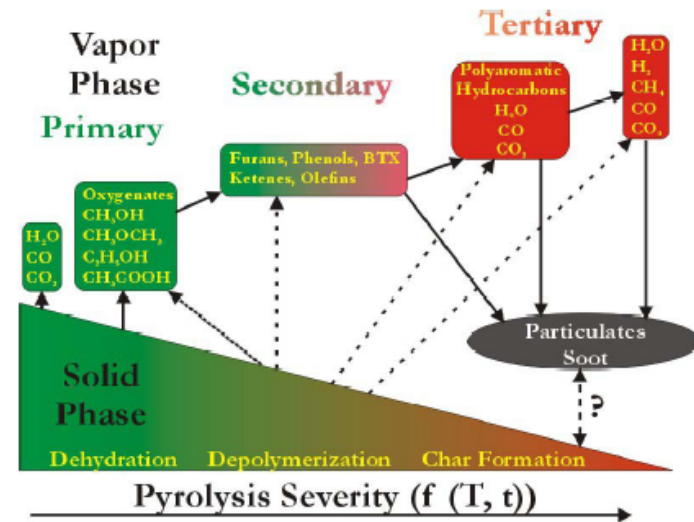 Vapor
Phase
Primary
Secondary
Tertiary
H₂O
CO
CO₂
Oxygenates
CH₃OH
CH₃OCH₃
C₂H₅OH
CH₃COOH
Furans, Phenols, BTX
Ketenes, Olefins
Polyaromatic
Hydrocarbons
H₂O
CO
CO₂
H₂O
H₂
CH₄
CO
CO₂
Particulates
Soot
?
Solid
Phase
Dehydration Depolymerization Char Formation
Pyrolysis Severity (f (T, t))